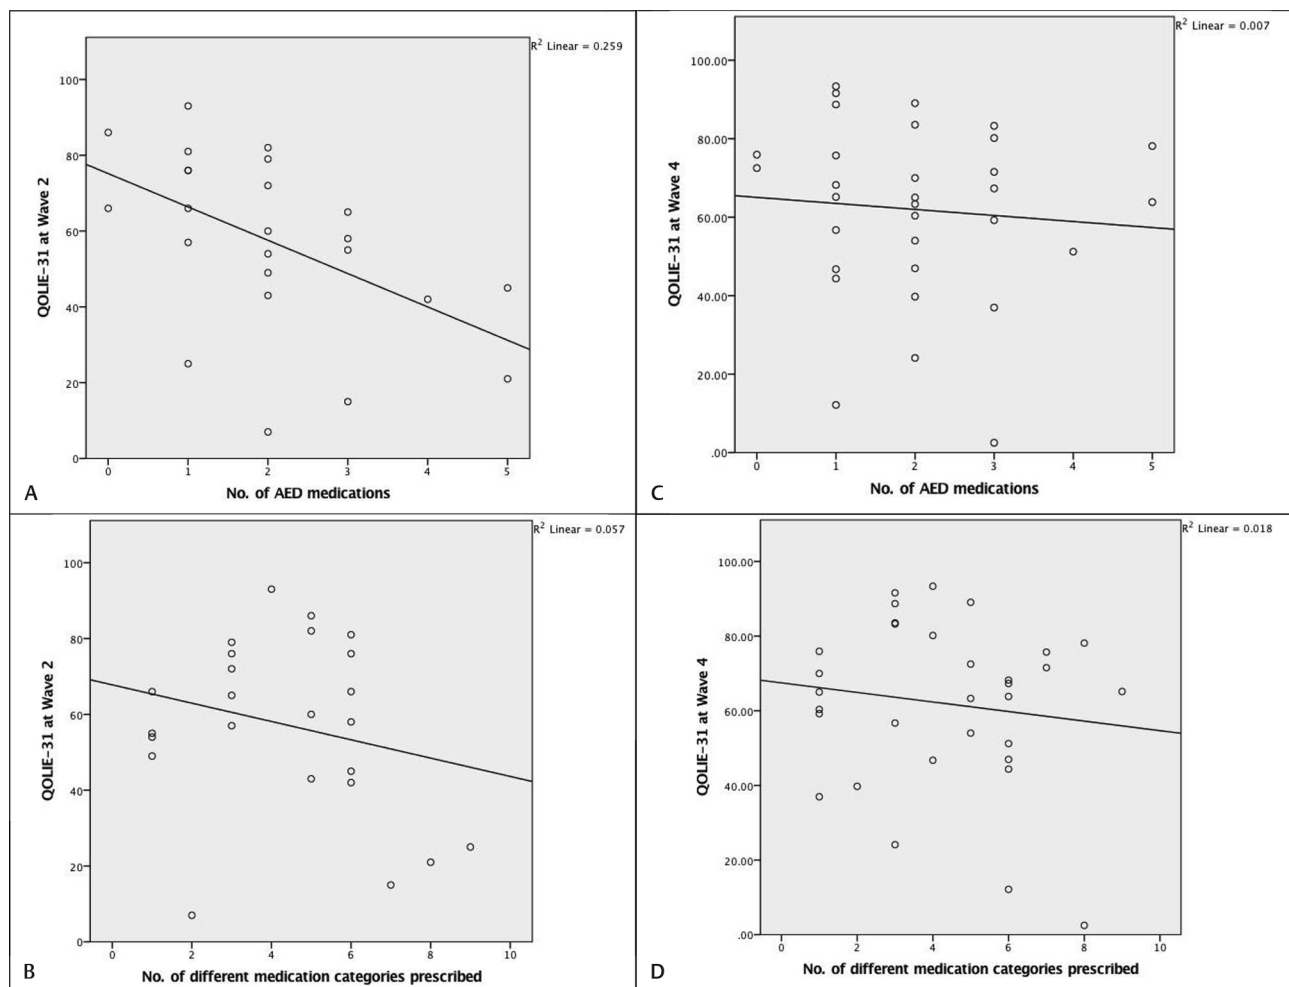 R² Linear = 0.259
100
80
60
40
20
0
QOLIE-31 at Wave 2
0 1 2 3 4 5
No. of AED medications
A
R² Linear = 0.007
100.00
80.00
60.00
40.00
20.00
.00
QOLIE-31 at Wave 4
0 1 2 3 4 5
No. of AED medications
C
R² Linear = 0.057
100
80
60
40
20
0
QOLIE-31 at Wave 2
0 2 4 6 8 10
No. of different medication categories prescribed
B
R² Linear = 0.018
100.00
80.00
60.00
40.00
20.00
.00
QOLIE-31 at Wave 4
0 2 4 6 8 10
No. of different medication categories prescribed
D